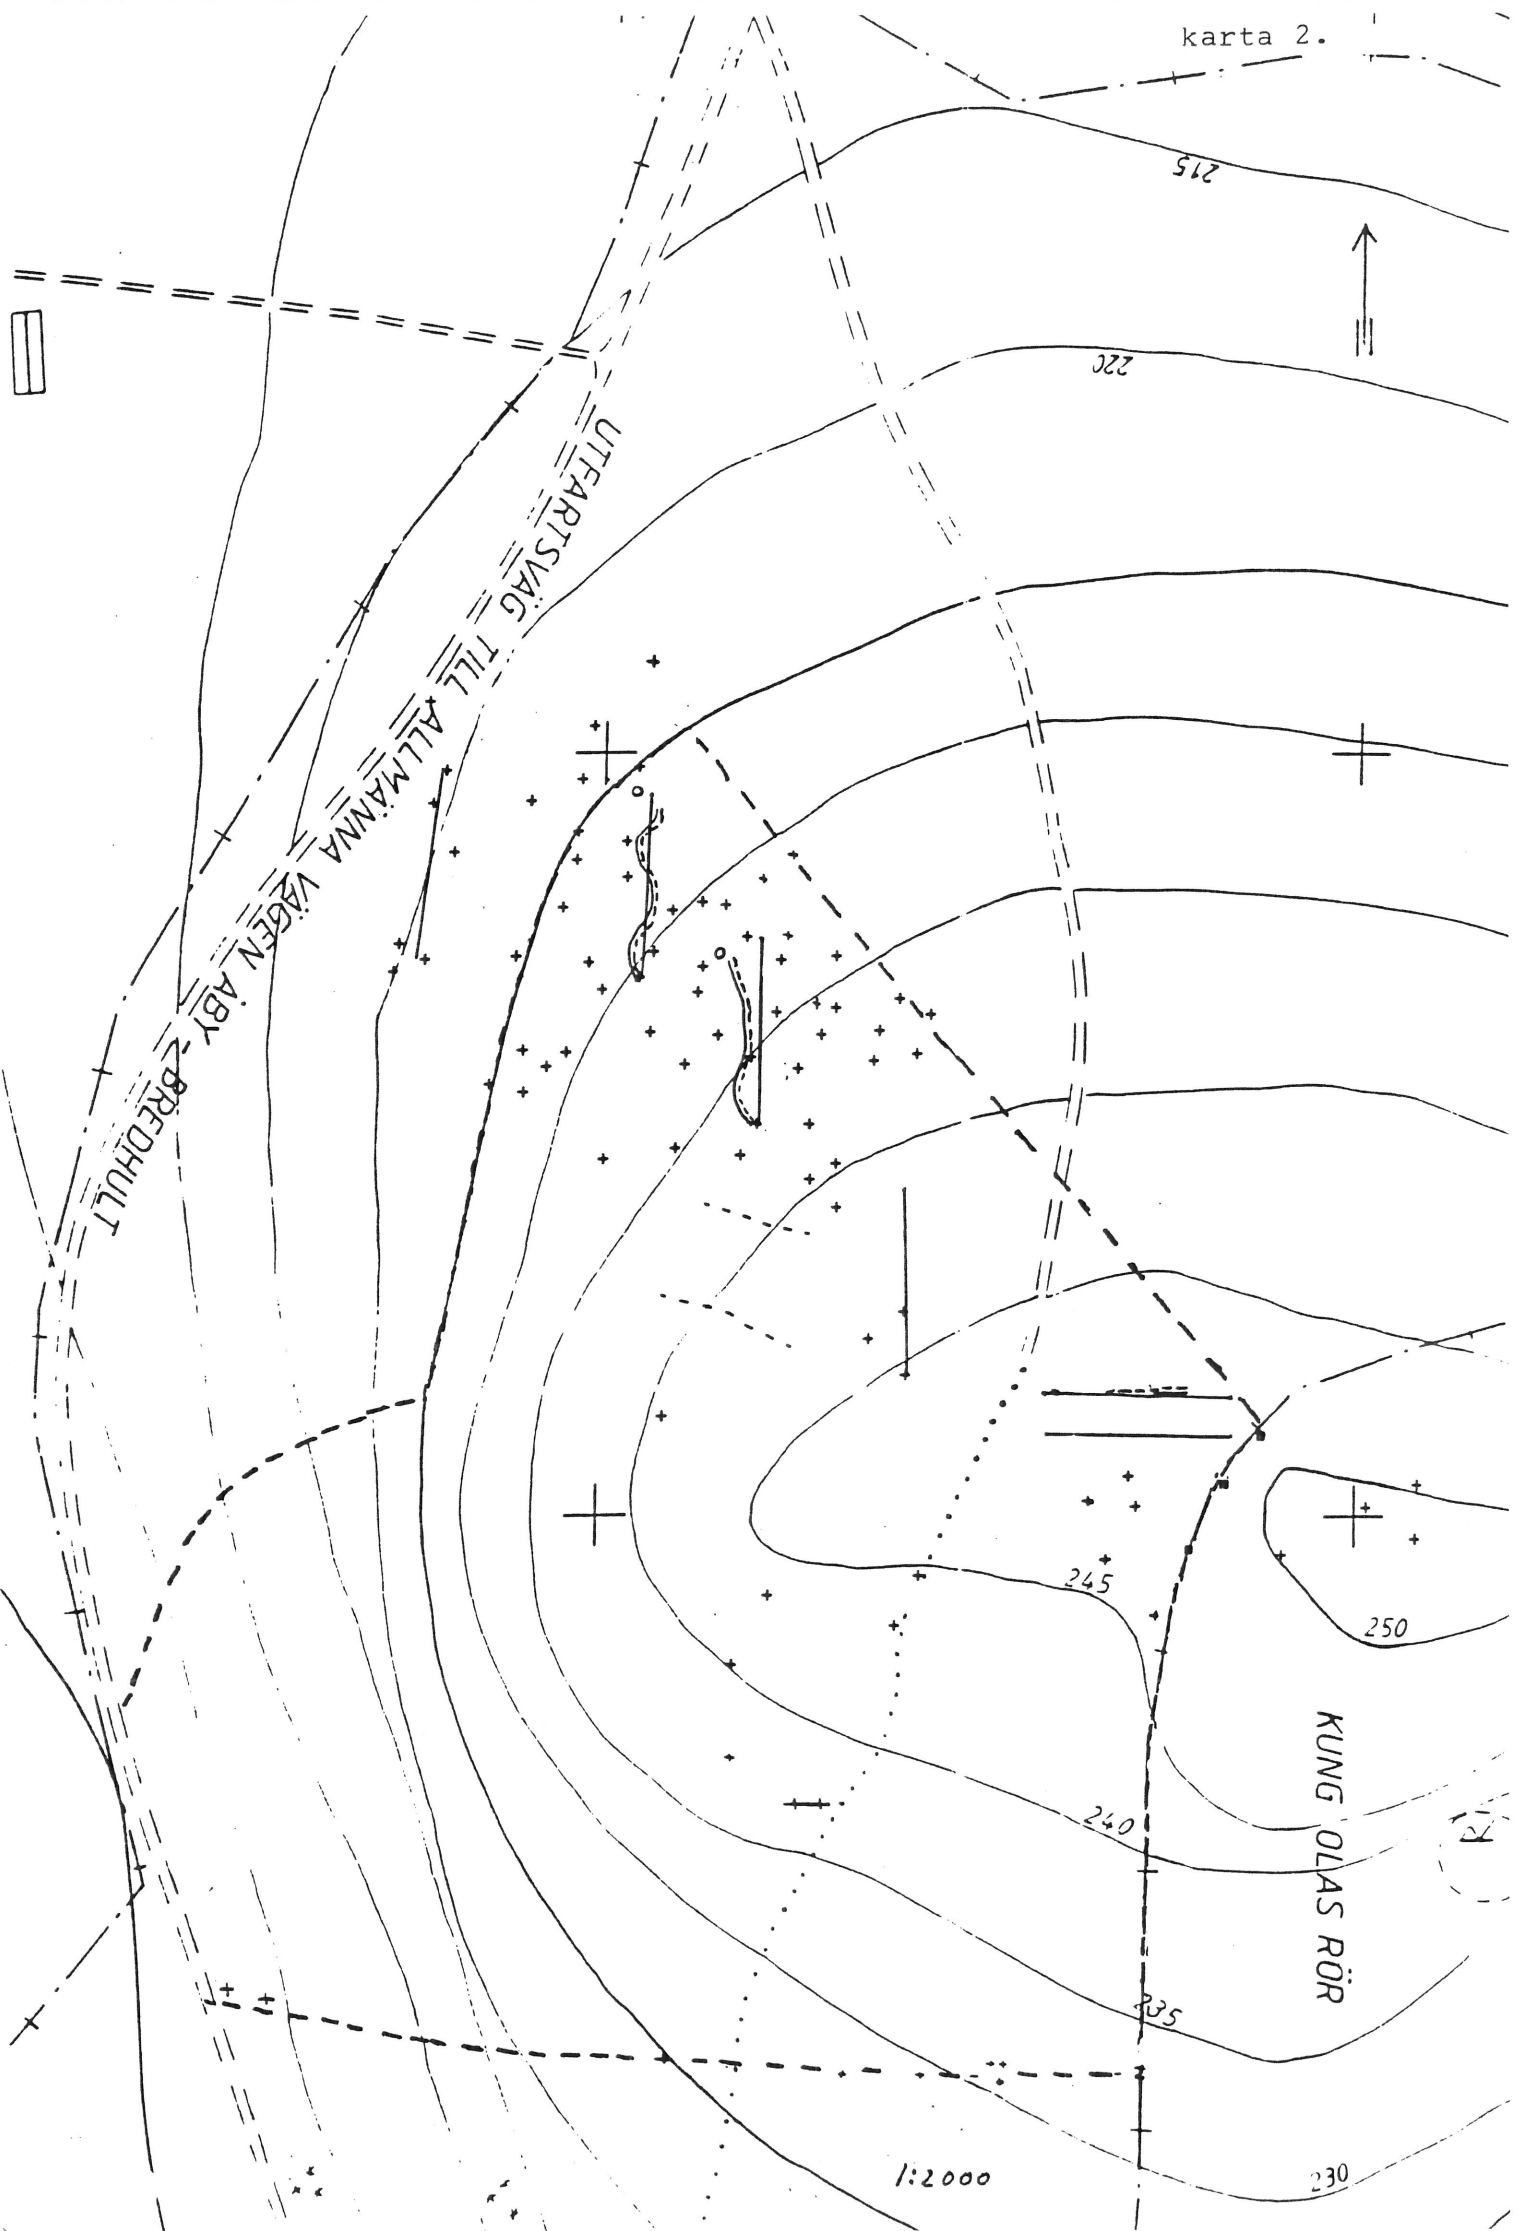 karta 2.
215
220
UTFARTSVÄG TILL ALLMÄNNA VÄGEN ÅBY - BREDHULT
245
250
KUNG OLAS RÖR
240
R
235
1:2000
230